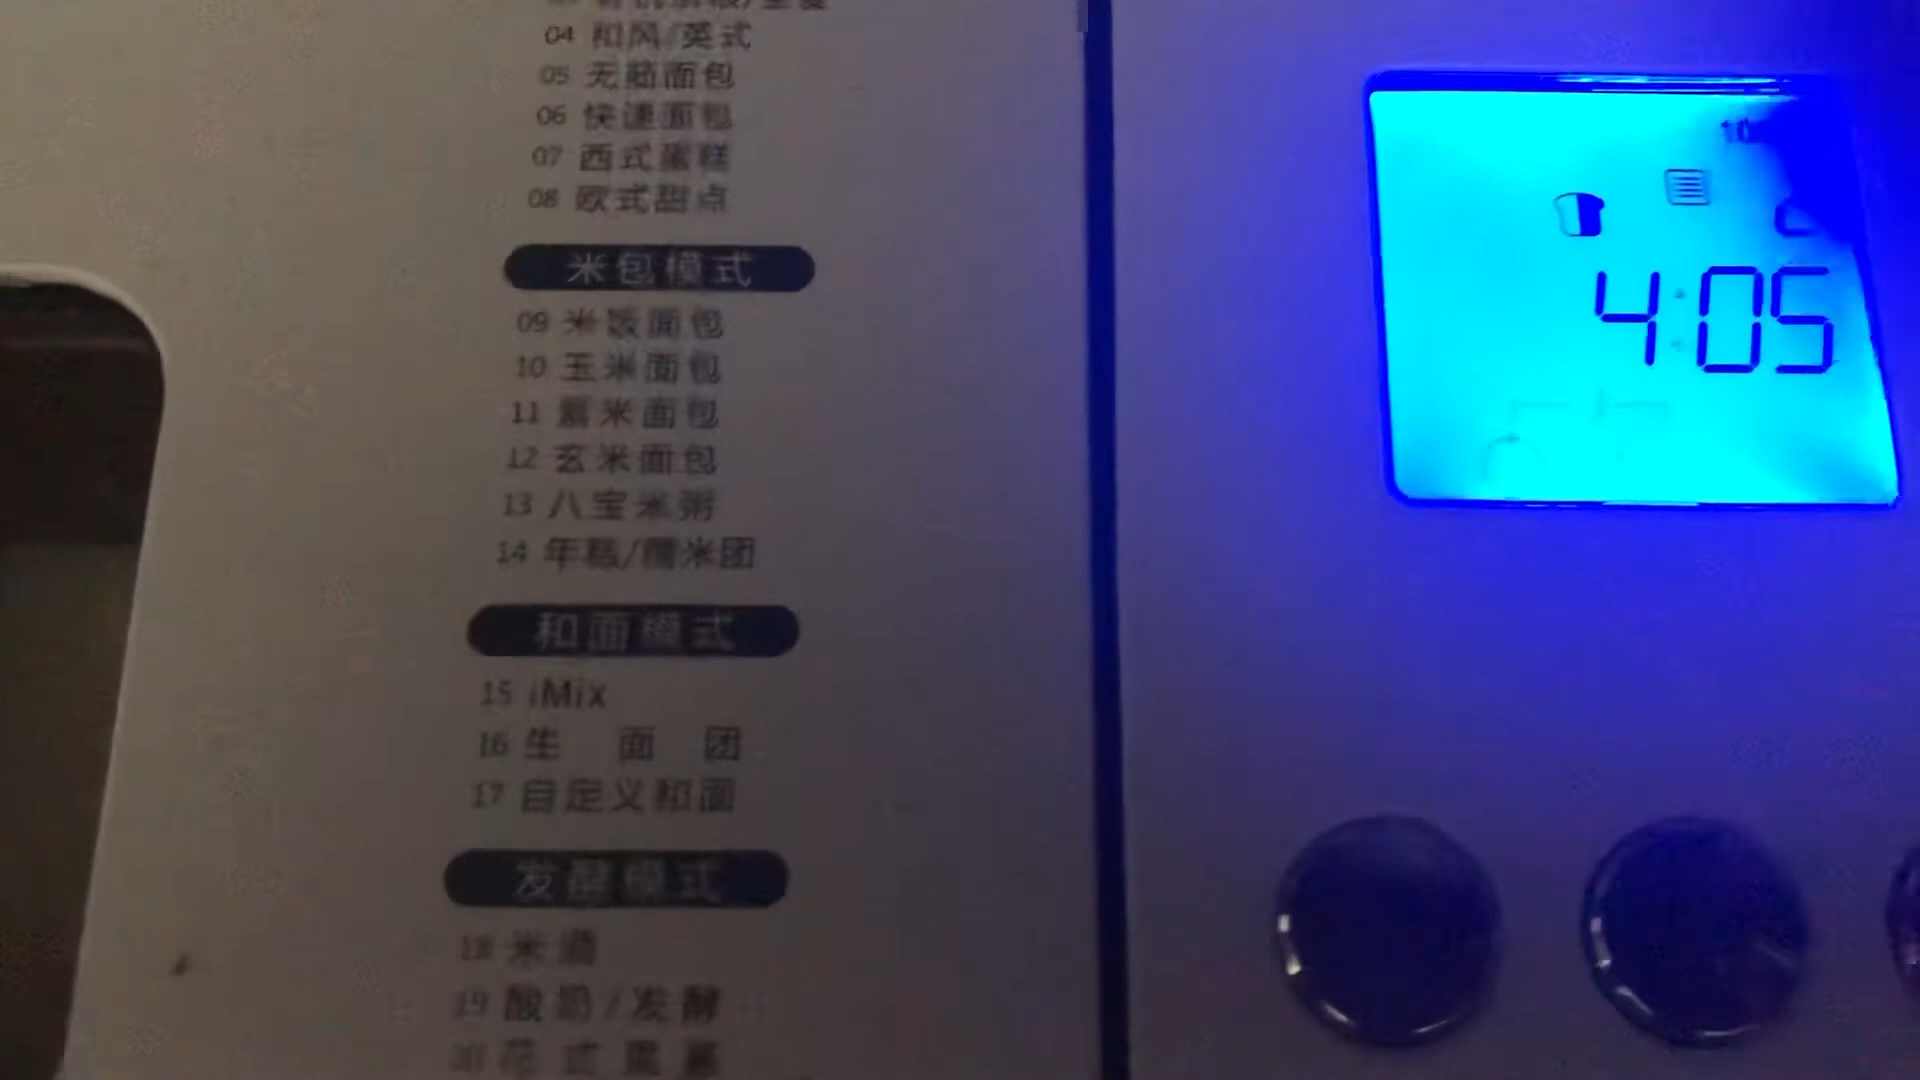 04 和风/英式
05 无筋面包
06 快速面包
07 西式蛋糕
08 欧式甜点
米包模式
09 米饭面包
10 玉米面包
11 黑米面包
12 玄米面包
13 八宝米粥
14 年糕/糯米团
和面模式
15 iMix
16 生 面 团
17 自定义和面
发酵模式
18 米酒
19 酸奶/发酵
4:05